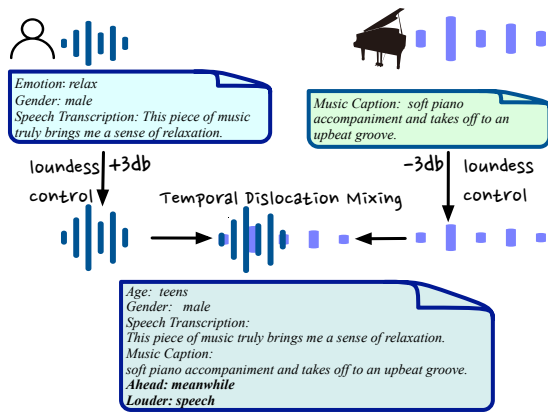 Emotion: relax
Gender: male
Speech Transcription: This piece of music
truly brings me a sense of relaxation.
Music Caption: soft piano
accompaniment and takes off to an
upbeat groove.
loundess +3db
control
-3db loundess
control
Temporal Dislocation Mixing
Age: teens
Gender: male
Speech Transcription:
This piece of music truly brings me a sense of relaxation.
Music Caption:
soft piano accompaniment and takes off to an upbeat groove.
Ahead: meanwhile
Louder: speech